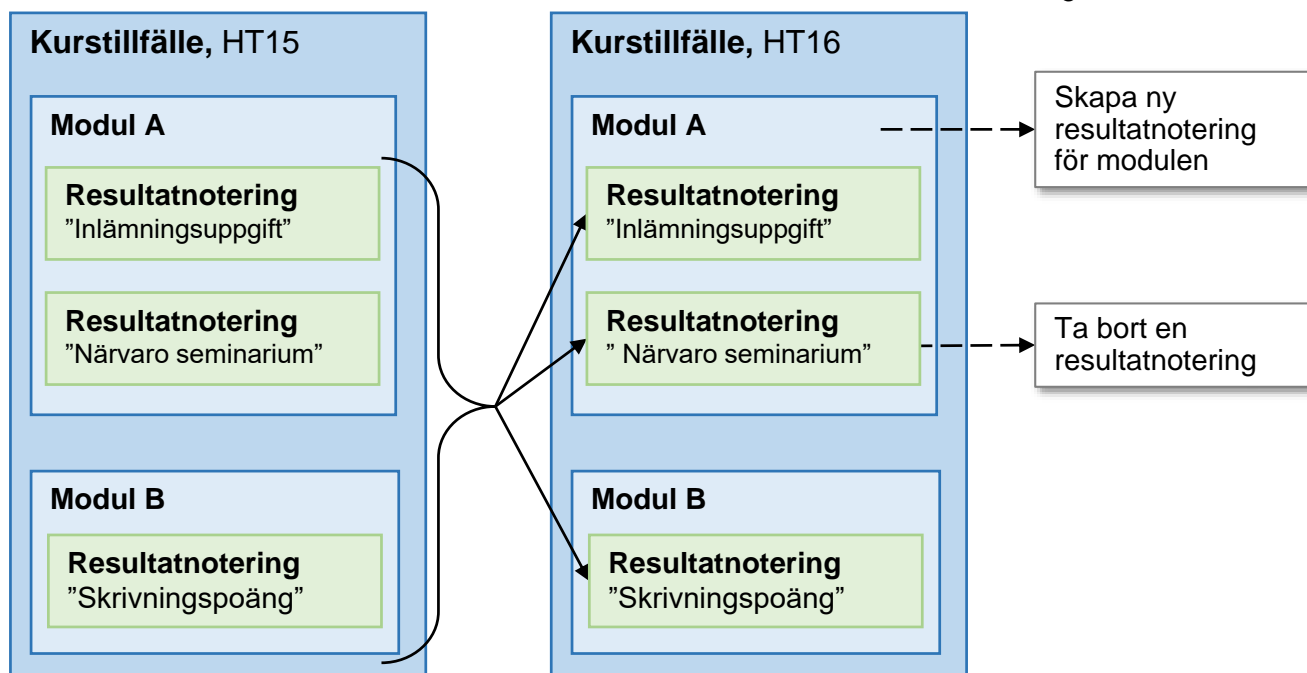 Kurstillfälle, HT15
Modul A
Resultatnotering
”Inlämningsuppgift”
Resultatnotering
”Närvaro seminarium”
Modul B
Resultatnotering
”Skrivningspoäng”
Kurstillfälle, HT16
Modul A
Resultatnotering
”Inlämningsuppgift”
Resultatnotering
” Närvaro seminarium”
Modul B
Resultatnotering
”Skrivningspoäng”
Skapa ny
resultatnotering
för modulen
Ta bort en
resultatnotering